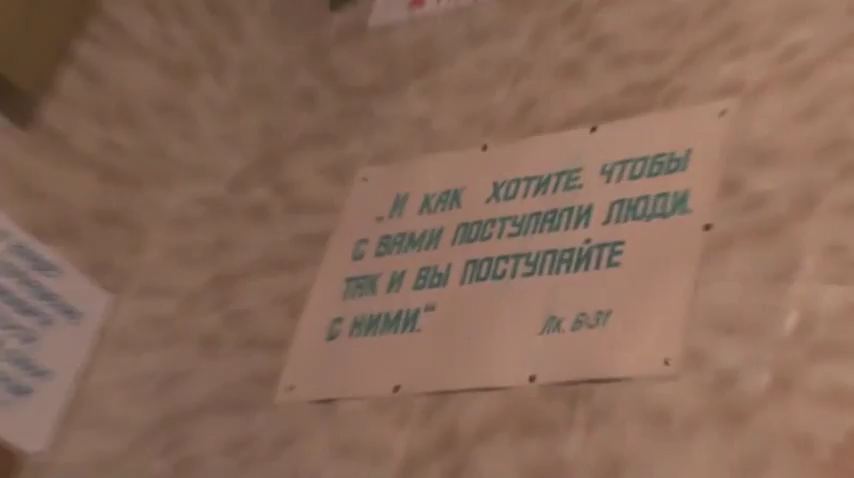 „И КАК ХОТИТЕ, ЧТОБЫ
С ВАМИ ПОСТУПАЛИ ЛЮДИ,
ТАК И ВЫ ПОСТУПАЙТЕ
С НИМИ.“
Лк. 6-31